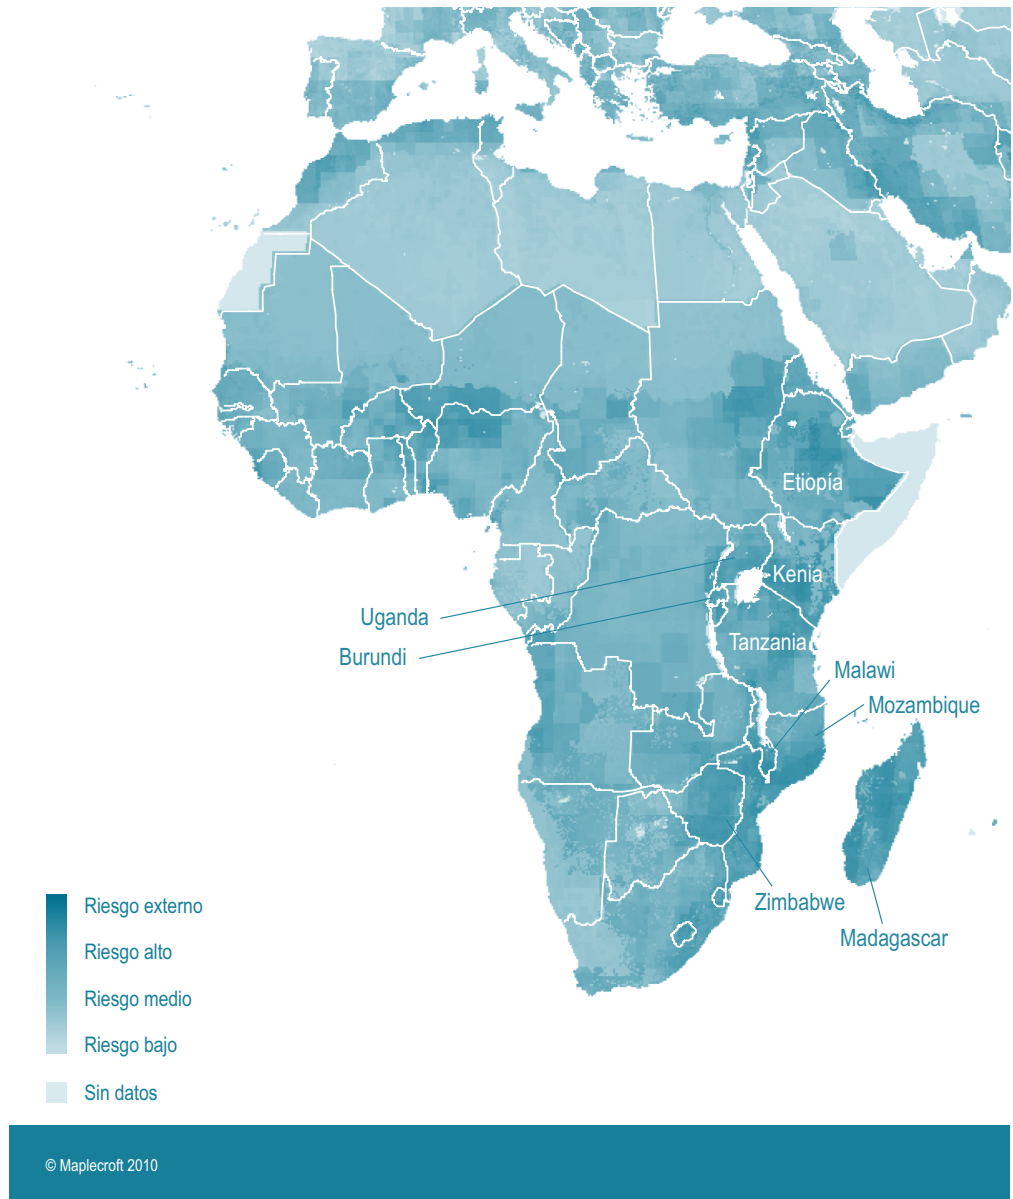 Etiopía
Kenia
Uganda
Tanzania
Burundi
Malawi
Mozambique
Zimbabwe
Madagascar
Riesgo externo
Riesgo alto
Riesgo medio
Riesgo bajo
Sin datos
© Maplecroft 2010